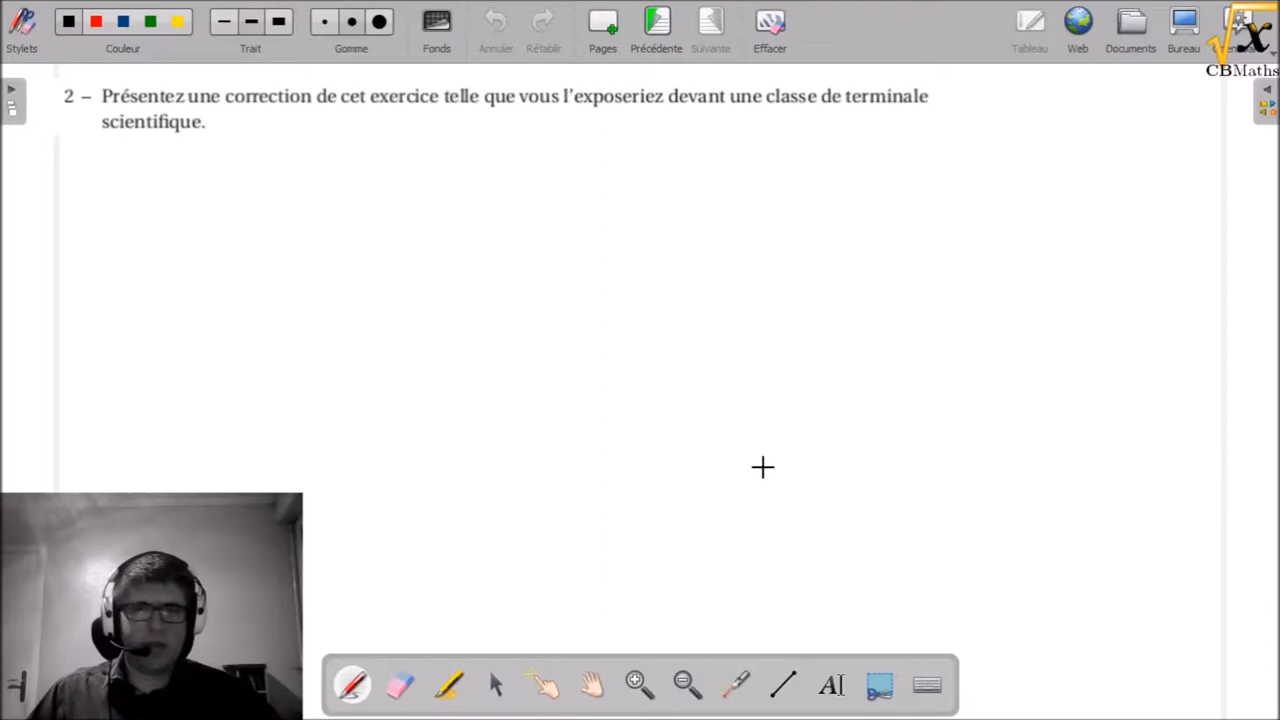 Stylets
Couleur
Trait
Gomme
Fonds
Annuler
Rétablir
Pages
Précédente
Suivante
Effacer
Tableau
Web
Documents
Bureau
x
CBMaths
2 – Présentez une correction de cet exercice telle que vous l'exposeriez devant une classe de terminale
scientifique.
AI